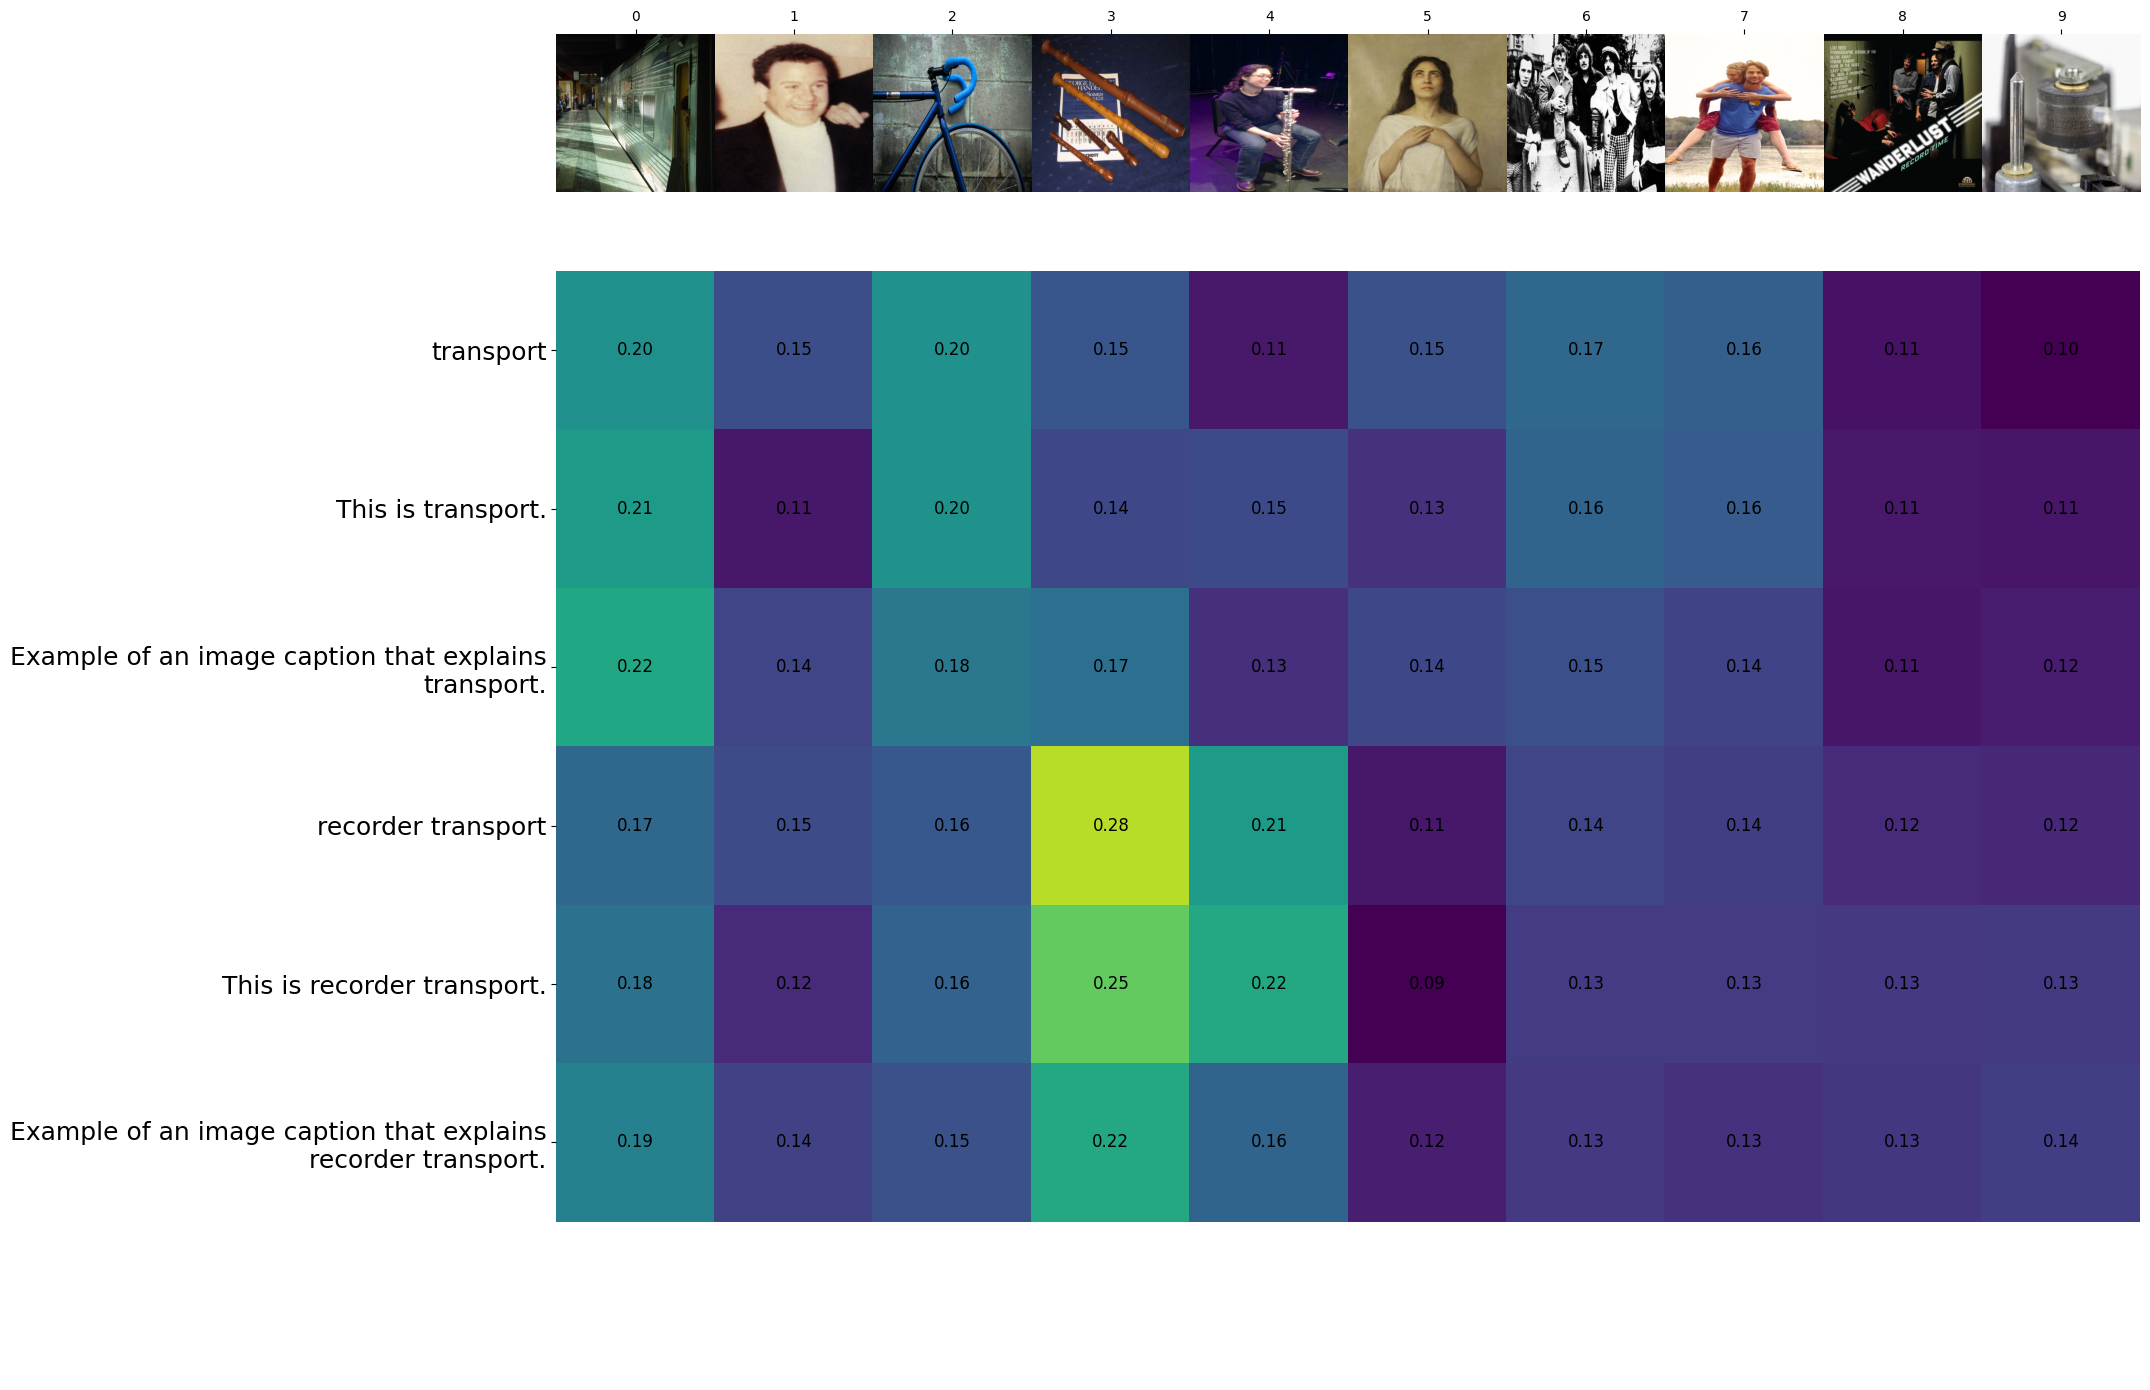 0 1 2 3 4 5 6 7 8 9
HANDEL
WANDERLUST
RECORD TIME
transport 0.20 0.15 0.20 0.15 0.11 0.15 0.17 0.16 0.11 0.10
This is transport. 0.21 0.11 0.20 0.14 0.15 0.13 0.16 0.16 0.11 0.11
Example of an image caption that explains
transport. 0.22 0.14 0.18 0.17 0.13 0.14 0.15 0.14 0.11 0.12
recorder transport 0.17 0.15 0.16 0.28 0.21 0.11 0.14 0.14 0.12 0.12
This is recorder transport. 0.18 0.12 0.16 0.25 0.22 0.09 0.13 0.13 0.13 0.13
Example of an image caption that explains
recorder transport. 0.19 0.14 0.15 0.22 0.16 0.12 0.13 0.13 0.13 0.14